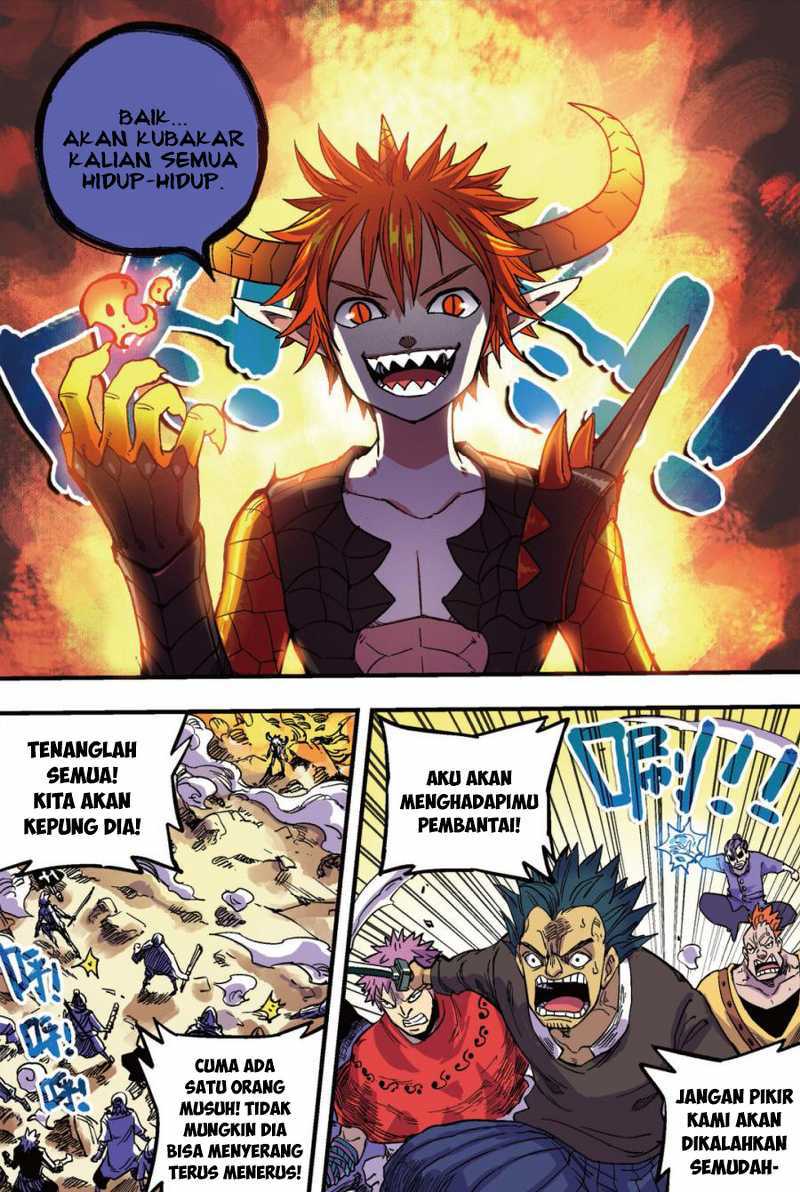 BAIK...
AKAN KUBAKAR
KALIAN SEMUA
HIDUP-HIDUP.
TENANGLAH
SEMUA!
KITA AKAN
KEPUNG DIA!
CUMA ADA
SATU ORANG
MUSUH! TIDAK
MUNGKIN DIA
BISA MENYERANG
TERUS MENERUS!
AKU AKAN
MENGHADAPIMU
PEMBANTAI!
唰!!
JANGAN PIKIR
KAMI AKAN
DIKALAHKAN
SEMUDAH-